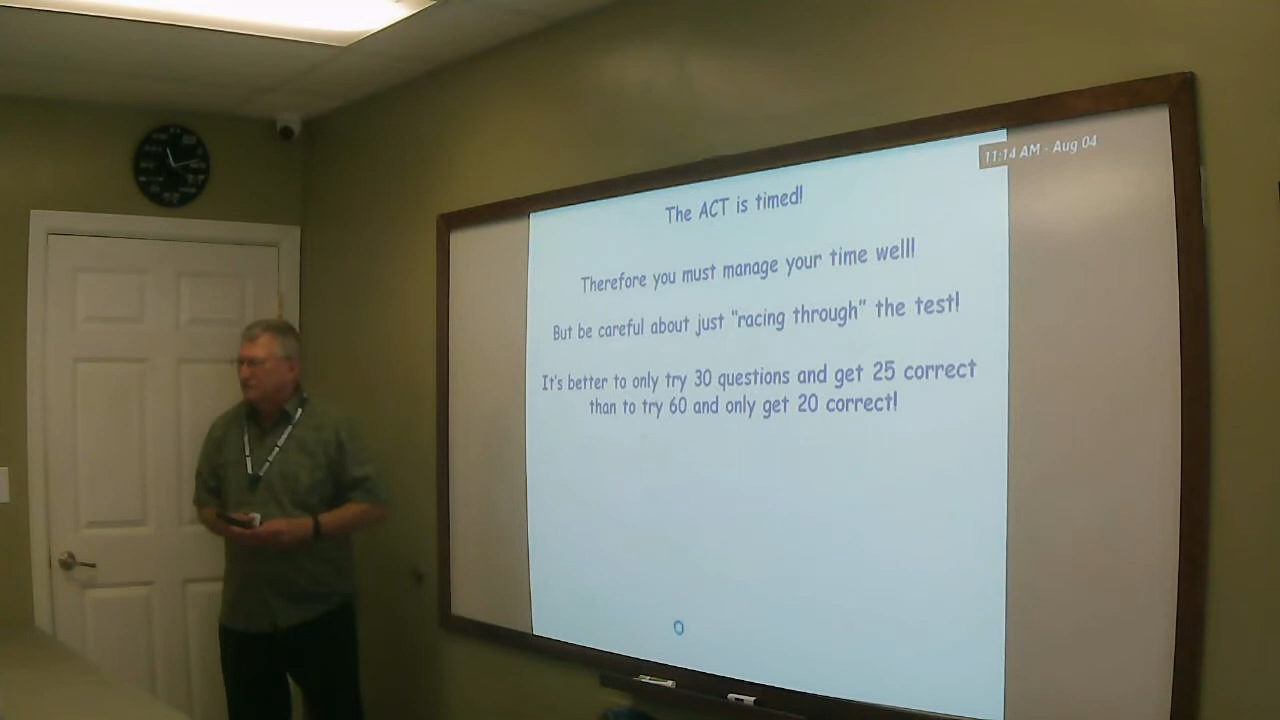 11:14 AM - Aug 04
The ACT is timed!
Therefore you must manage your time well!
But be careful about just "racing through" the test!
It's better to only try 30 questions and get 25 correct
than to try 60 and only get 20 correct!